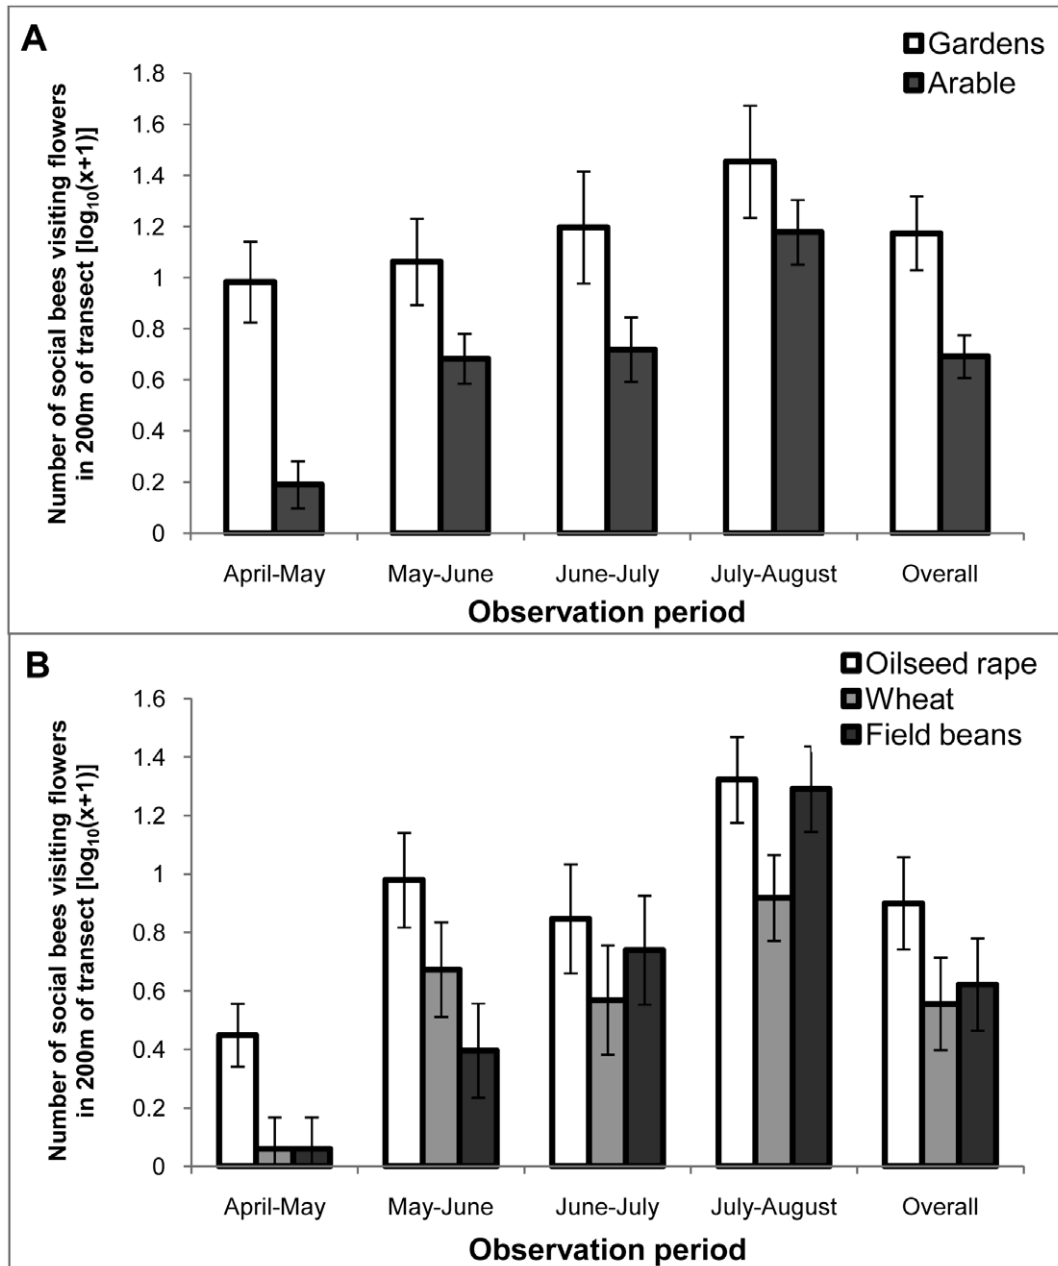 A
Gardens
Arable
Number of social bees visiting flowers
in 200m of transect [log₁₀(x+1)]
1.8
1.6
1.4
1.2
1
0.8
0.6
0.4
0.2
0
April-May May-June June-July July-August Overall
Observation period
B
Oilseed rape
Wheat
Field beans
Number of social bees visiting flowers
in 200m of transect [log₁₀(x+1)]
1.6
1.4
1.2
1
0.8
0.6
0.4
0.2
0
April-May May-June June-July July-August Overall
Observation period